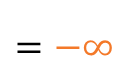 = −∞